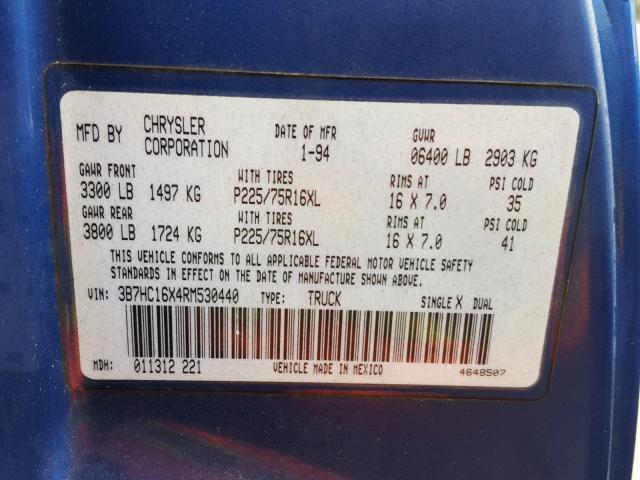 MFD BY CHRYSLER CORPORATION DATE OF MFR 1-94 GVWR 06400 LB 2903 KG
GAWR FRONT WITH TIRES RIMS AT PSI COLD
3300 LB 1497 KG P225/75R16XL 16 X 7.0 35
GAWR REAR WITH TIRES RIMS AT PSI COLD
3800 LB 1724 KG P225/75R16XL 16 X 7.0 41
THIS VEHICLE CONFORMS TO ALL APPLICABLE FEDERAL MOTOR VEHICLE SAFETY
STANDARDS IN EFFECT ON THE DATE OF MANUFACTURE SHOWN ABOVE.
VIN: 3B7HC16X4RM530440 TYPE: TRUCK SINGLE X DUAL
MDH: 011312 221 VEHICLE MADE IN MEXICO 4648507